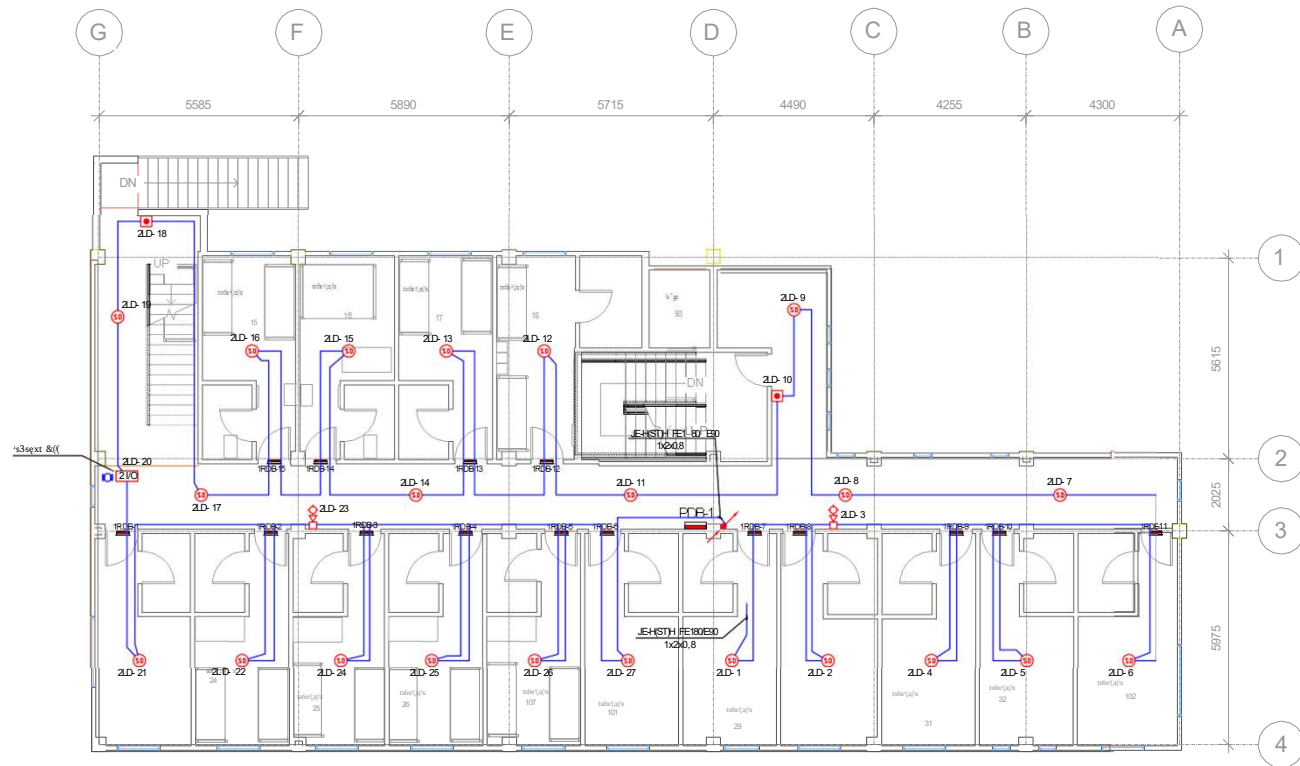 G F E D C B A
5585 5890 5715 4490 4255 4300
DN
2LD- 18
UP
1
2LD- 19
2LD- 9
15
16
17
18
93
2LD- 16
2LD- 15
2LD- 13
2LD- 12
5615
DN
2LD- 10
JE-H(ST)H FE180/E90
1x2x0,8
2LD- 20
2 I/O
1RDB-15
1RDB-14
1RDB-13
1RDB-12
2
2LD- 17
2LD- 14
2LD- 11
2LD- 8
2LD- 7
2025
2LD- 23
PDB-1
2LD- 3
1RDB-2
1RDB-3
1RDB-4
1RDB-5
1RDB-6
1RDB-7
1RDB-8
1RDB-9
1RDB-10
1RDB-11
3
JE-H(ST)H FE180/E90
1x2x0,8
5975
2LD- 21
2LD- 22
2LD- 24
2LD- 25
2LD- 26
2LD- 27
2LD- 1
2LD- 2
2LD- 4
2LD- 5
2LD- 6
24
25
26
107
101
29
31
32
102
4